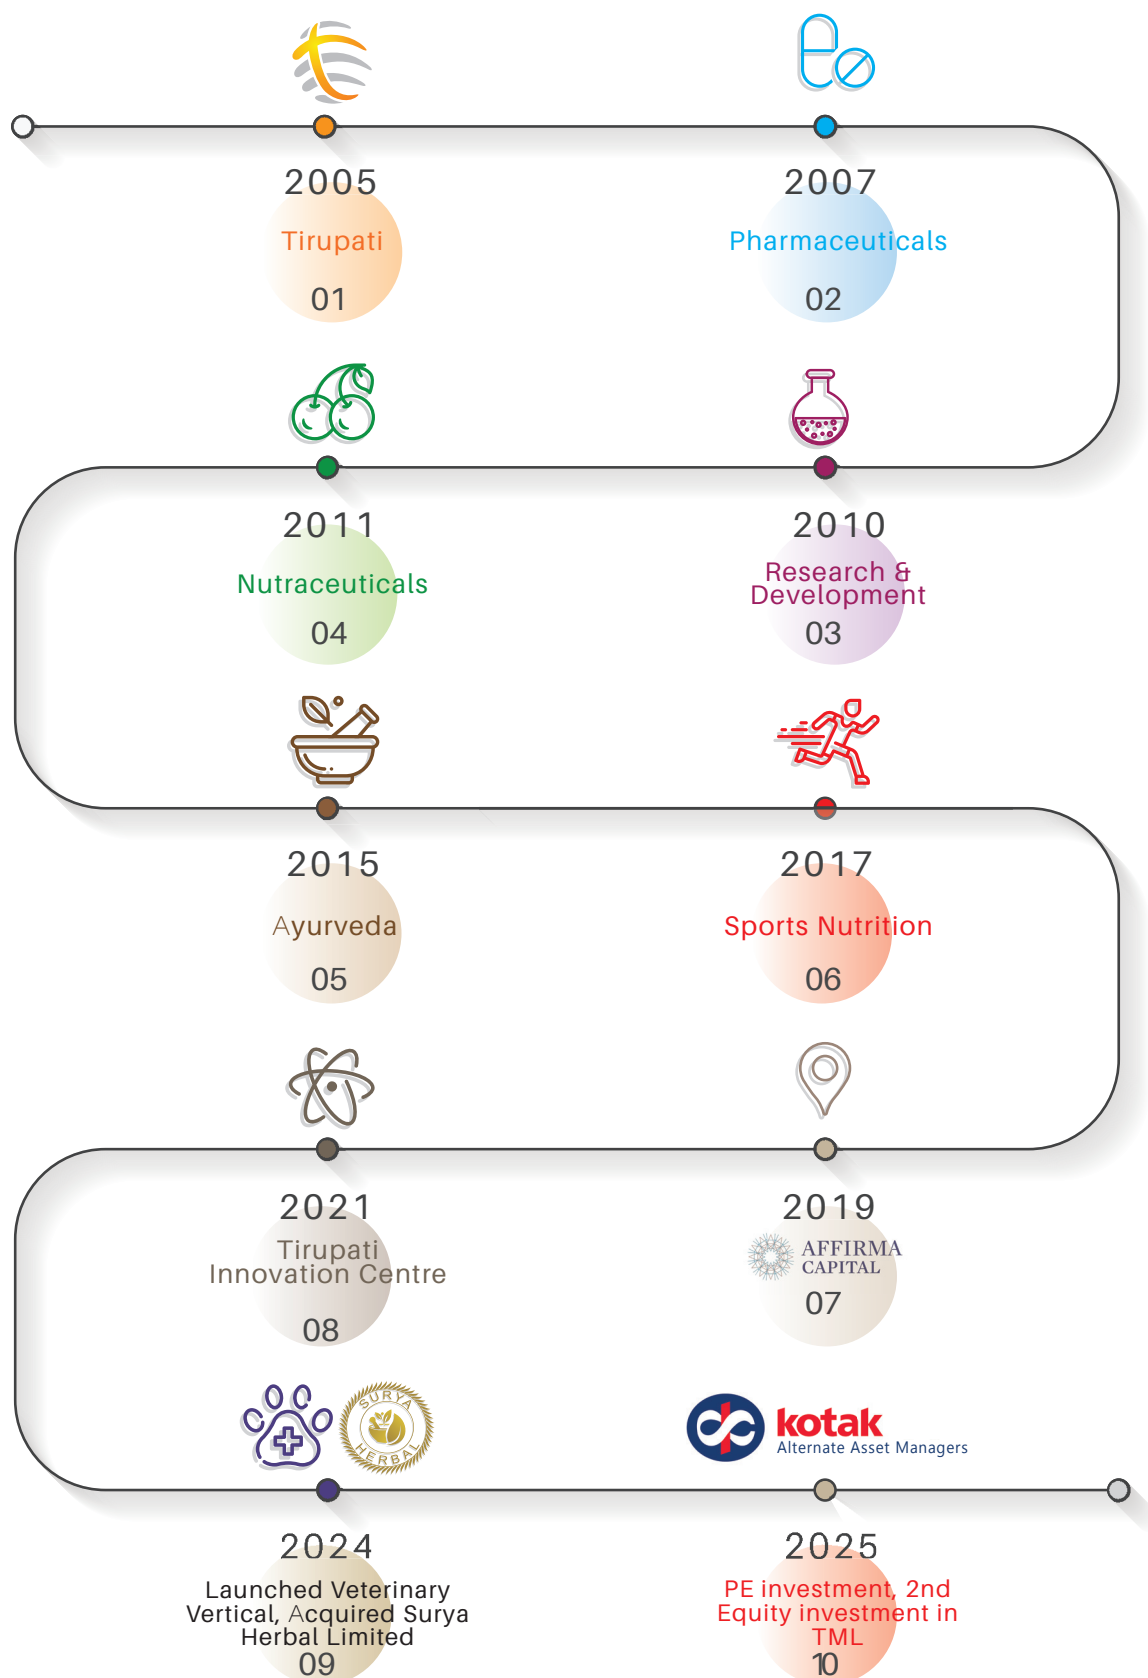 2005
Tirupati
01
2007
Pharmaceuticals
02
2010
Research &
Development
03
2011
Nutraceuticals
04
2015
Ayurveda
05
2017
Sports Nutrition
06
2019
AFFIRMA
CAPITAL
07
2021
Tirupati
Innovation Centre
08
SURYA
HERBAL
2024
Launched Veterinary
Vertical, Acquired Surya
Herbal Limited
09
kotak
Alternate Asset Managers
2025
PE investment, 2nd
Equity investment in
TML
10